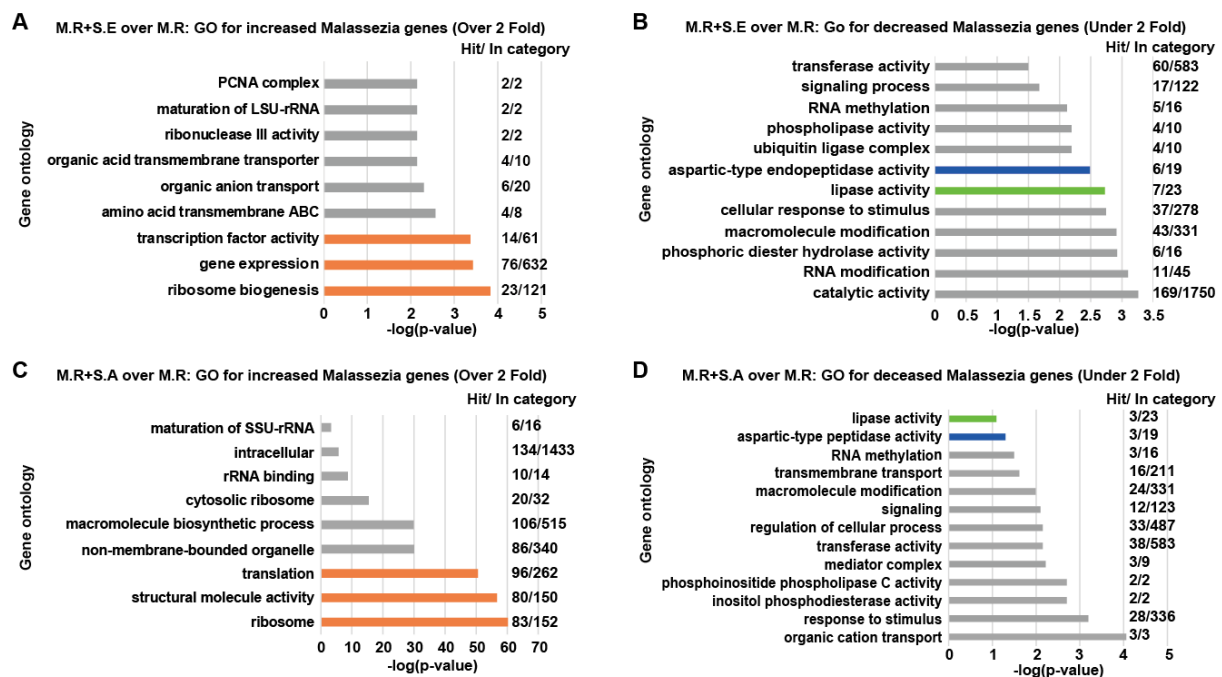 A
M.R+S.E over M.R: GO for increased Malassezia genes (Over 2 Fold)
Hit/ In category
Gene ontology
PCNA complex 2/2
maturation of LSU-rRNA 2/2
ribonuclease III activity 2/2
organic acid transmembrane transporter 4/10
organic anion transport 6/20
amino acid transmembrane ABC 4/8
transcription factor activity 14/61
gene expression 76/632
ribosome biogenesis 23/121
0 1 2 3 4 5
-log(p-value)
B
M.R+S.E over M.R: Go for decreased Malassezia genes (Under 2 Fold)
Hit/ In category
Gene ontology
transferase activity 60/583
signaling process 17/122
RNA methylation 5/16
phospholipase activity 4/10
ubiquitin ligase complex 4/10
aspartic-type endopeptidase activity 6/19
lipase activity 7/23
cellular response to stimulus 37/278
macromolecule modification 43/331
phosphoric diester hydrolase activity 6/16
RNA modification 11/45
catalytic activity 169/1750
0 0.5 1 1.5 2 2.5 3 3.5
-log(p-value)
C
M.R+S.A over M.R: GO for increased Malassezia genes (Over 2 Fold)
Hit/ In category
Gene ontology
maturation of SSU-rRNA 6/16
intracellular 134/1433
rRNA binding 10/14
cytosolic ribosome 20/32
macromolecule biosynthetic process 106/515
non-membrane-bounded organelle 86/340
translation 96/262
structural molecule activity 80/150
ribosome 83/152
0 10 20 30 40 50 60 70
-log(p-value)
D
M.R+S.A over M.R: GO for deceased Malassezia genes (Under 2 Fold)
Hit/ In category
Gene ontology
lipase activity 3/23
aspartic-type peptidase activity 3/19
RNA methylation 3/16
transmembrane transport 16/211
macromolecule modification 24/331
signaling 12/123
regulation of cellular process 33/487
transferase activity 38/583
mediator complex 3/9
phosphoinositide phospholipase C activity 2/2
inositol phosphodiesterase activity 2/2
response to stimulus 28/336
organic cation transport 3/3
0 1 2 3 4 5
-log(p-value)